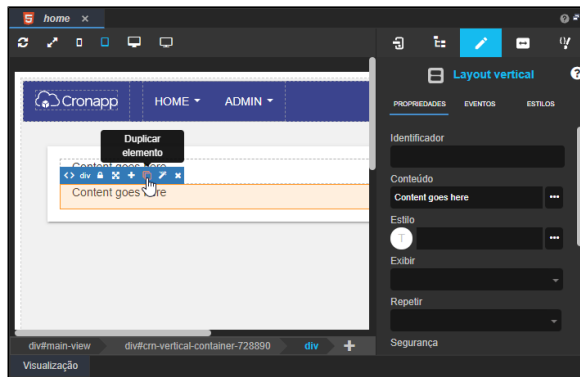 home ×
Layout vertical
Cronapp HOME ADMIN
PROPRIEDADES EVENTOS ESTILOS
Duplicar
elemento
Identificador
Content goes here
div
Content goes here
Conteúdo
Content goes here
Estilo
T
Exibir
Repetir
Segurança
div#main-view div#crn-vertical-container-728890 div
Visualização